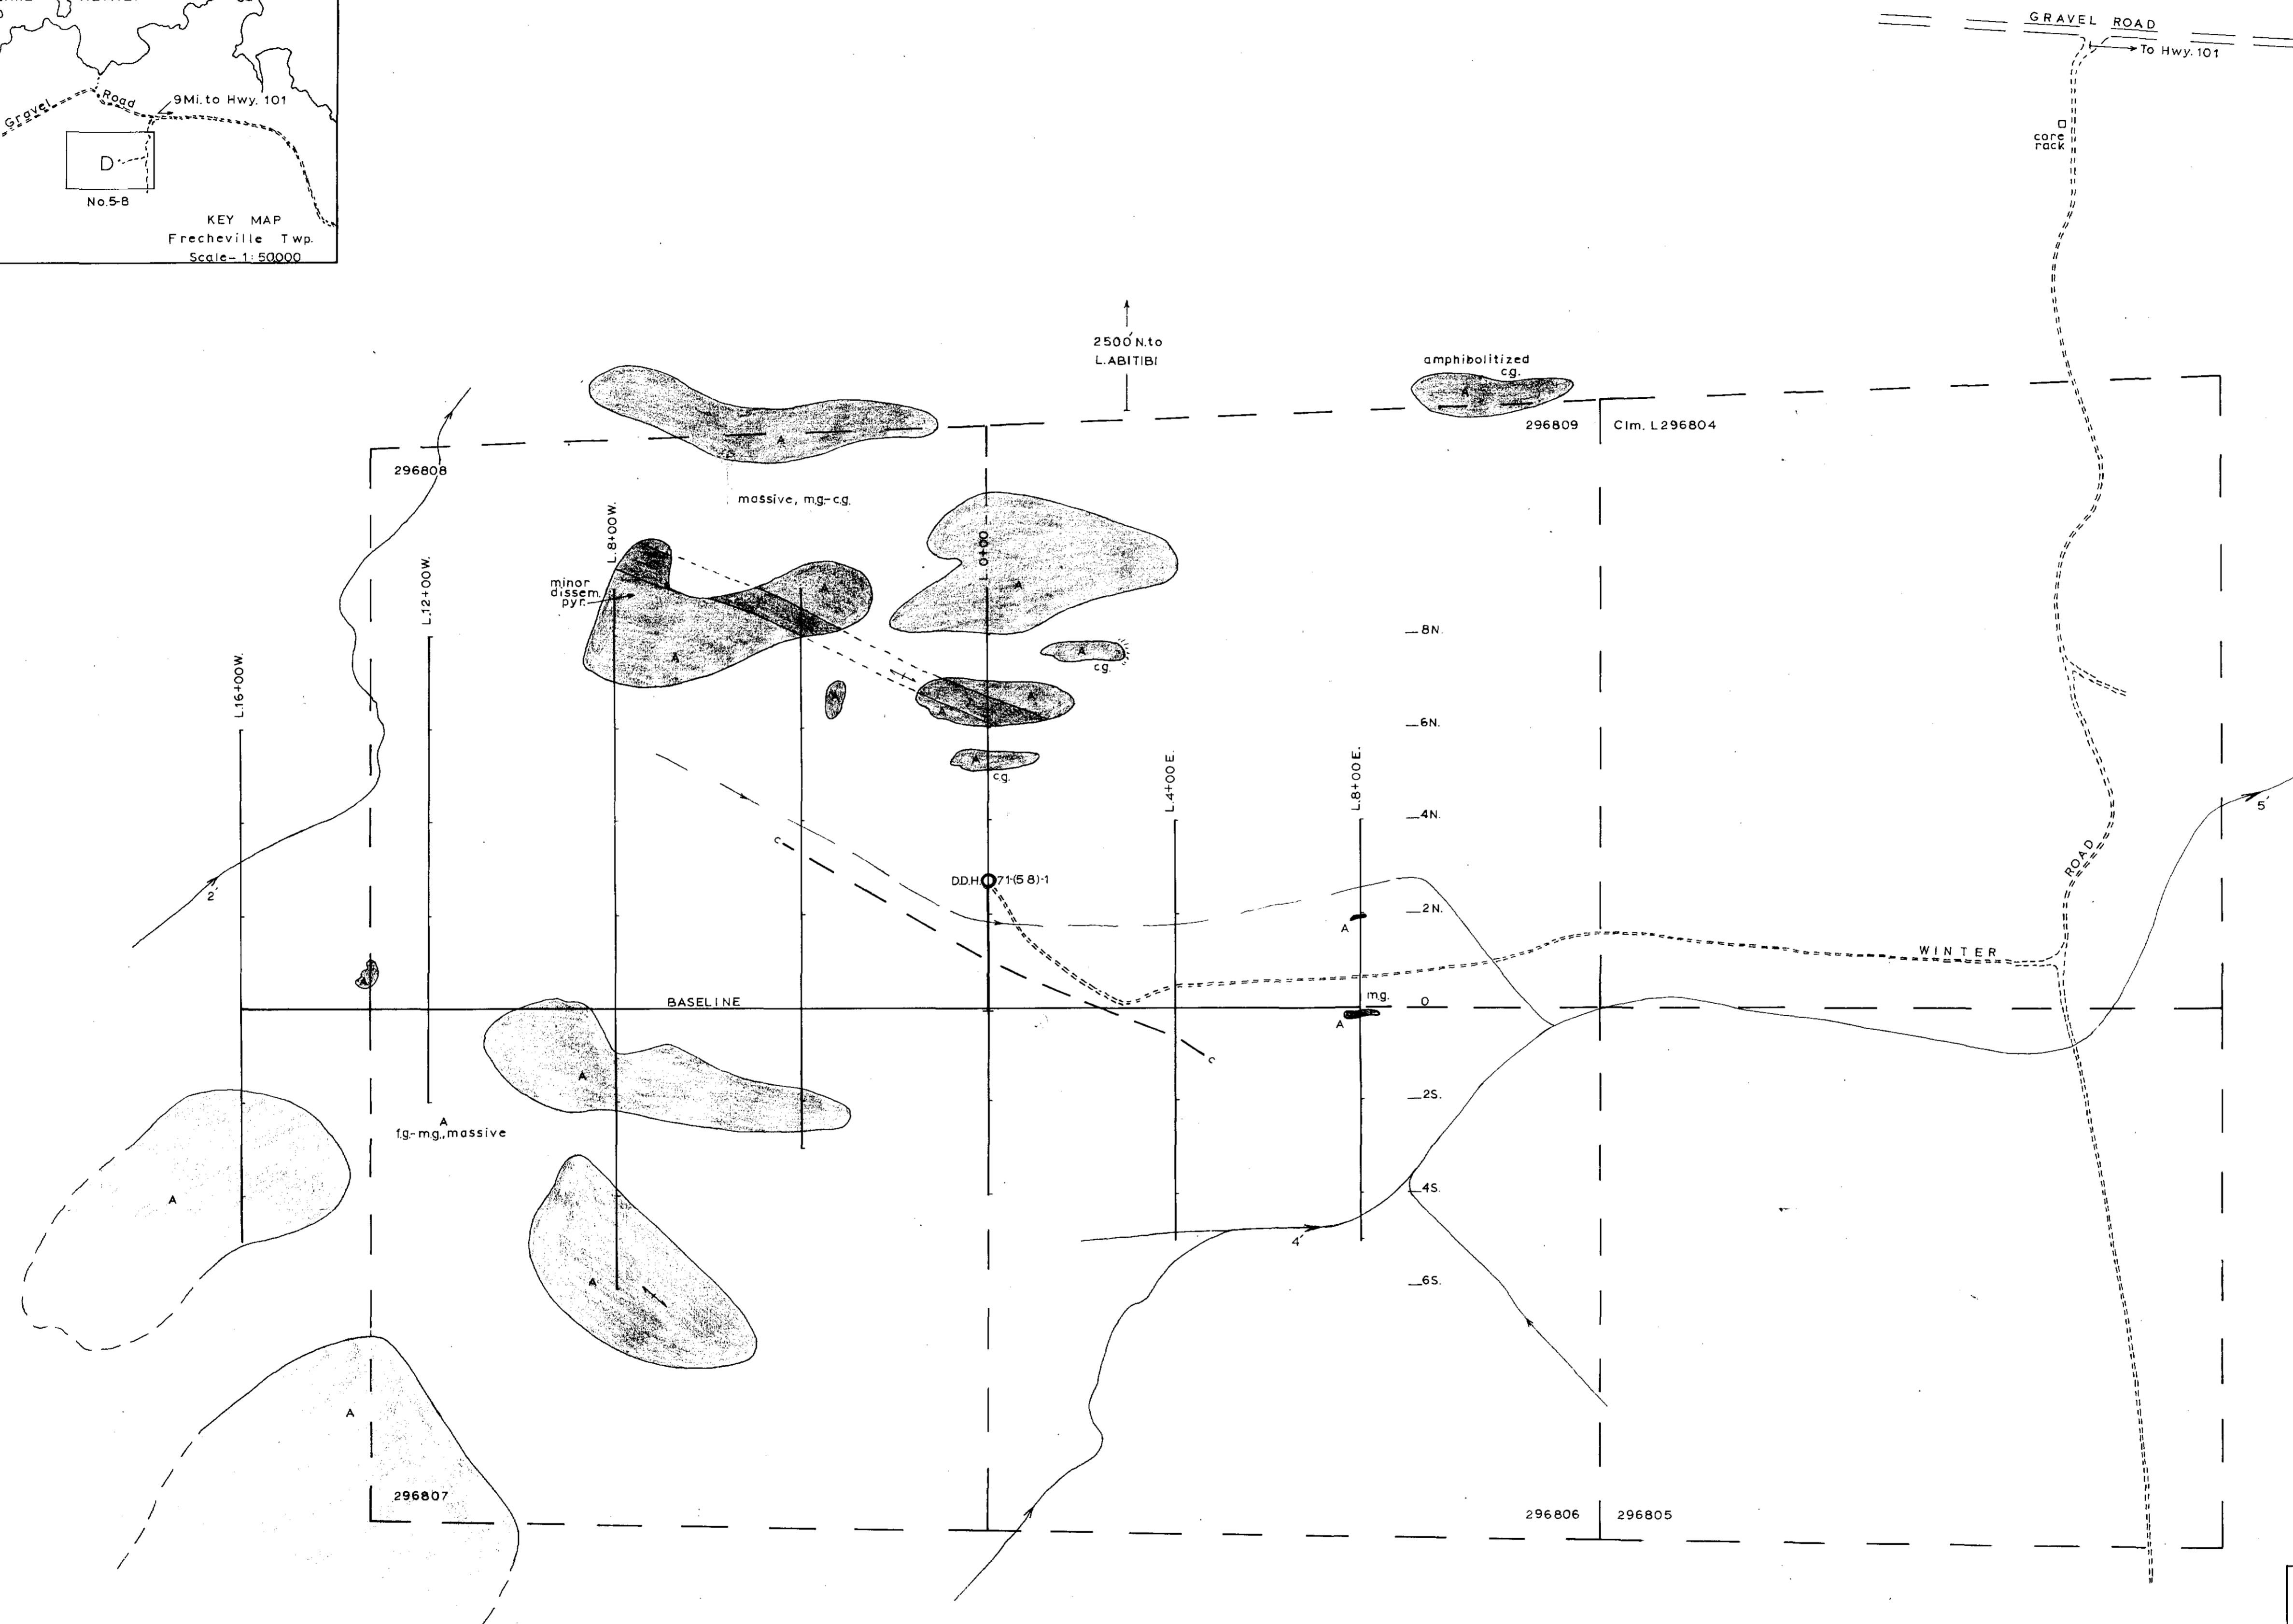 GRAVEL ROAD
To Hwy. 101
Gravel
Road
9Mi. to Hwy. 101
D
No.5-8
KEY MAP
Frecheville Twp.
Scale- 1:50,000
core
rack
2500'N.to
L.ABITIBI
amphibolitized
c.g.
A
A
296809
Clm. L296804
296808
massive, m.g-c.g.
L.8+00W.
L 0+00
A
L.12+00W.
minor
dissem.
pyr.
A
A
8N.
A
c.g.
L.16+00W.
A
A
A
6N.
A
c.g.
L.4+00E.
L.8+00E.
4N.
5'
c
ROAD
D.D.H. 71-(5 8)-1
2'
2N.
A
WINTER
A
BASELINE
m.g.
0
A
c
A
2S.
A
f.g-m.g.,massive
A
4S.
4'
A
6S.
A
296807
296806
296805